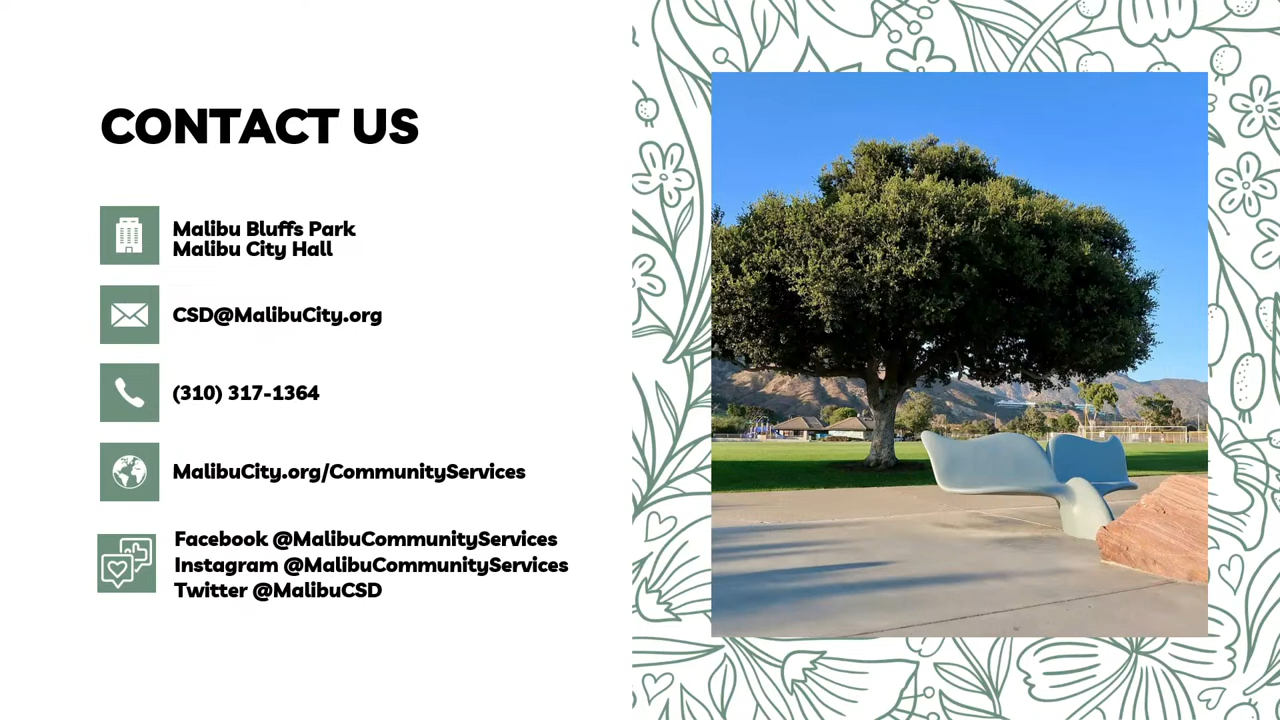 CONTACT US
Malibu Bluffs Park
Malibu City Hall
CSD@MalibuCity.org
(310) 317-1364
MalibuCity.org/CommunityServices
Facebook @MalibuCommunityServices
Instagram @MalibuCommunityServices
Twitter @MalibuCSD